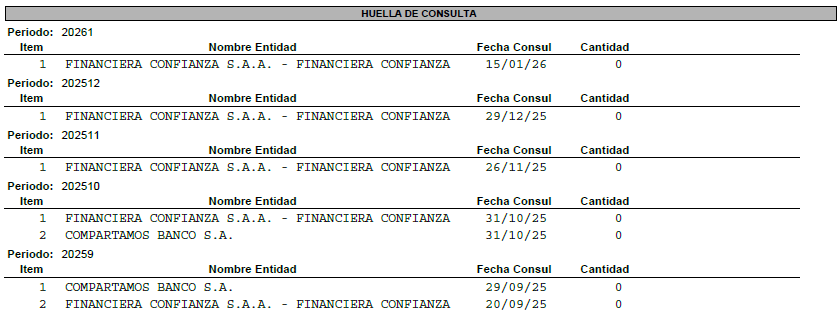 HUELLA DE CONSULTA
Periodo: 20261
Item Nombre Entidad Fecha Consul Cantidad
1 FINANCIERA CONFIANZA S.A.A. - FINANCIERA CONFIANZA 15/01/26 0
Periodo: 202512
Item Nombre Entidad Fecha Consul Cantidad
1 FINANCIERA CONFIANZA S.A.A. - FINANCIERA CONFIANZA 29/12/25 0
Periodo: 202511
Item Nombre Entidad Fecha Consul Cantidad
1 FINANCIERA CONFIANZA S.A.A. - FINANCIERA CONFIANZA 26/11/25 0
Periodo: 202510
Item Nombre Entidad Fecha Consul Cantidad
1 FINANCIERA CONFIANZA S.A.A. - FINANCIERA CONFIANZA 31/10/25 0
2 COMPARTAMOS BANCO S.A. 31/10/25 0
Periodo: 20259
Item Nombre Entidad Fecha Consul Cantidad
1 COMPARTAMOS BANCO S.A. 29/09/25 0
2 FINANCIERA CONFIANZA S.A.A. - FINANCIERA CONFIANZA 20/09/25 0